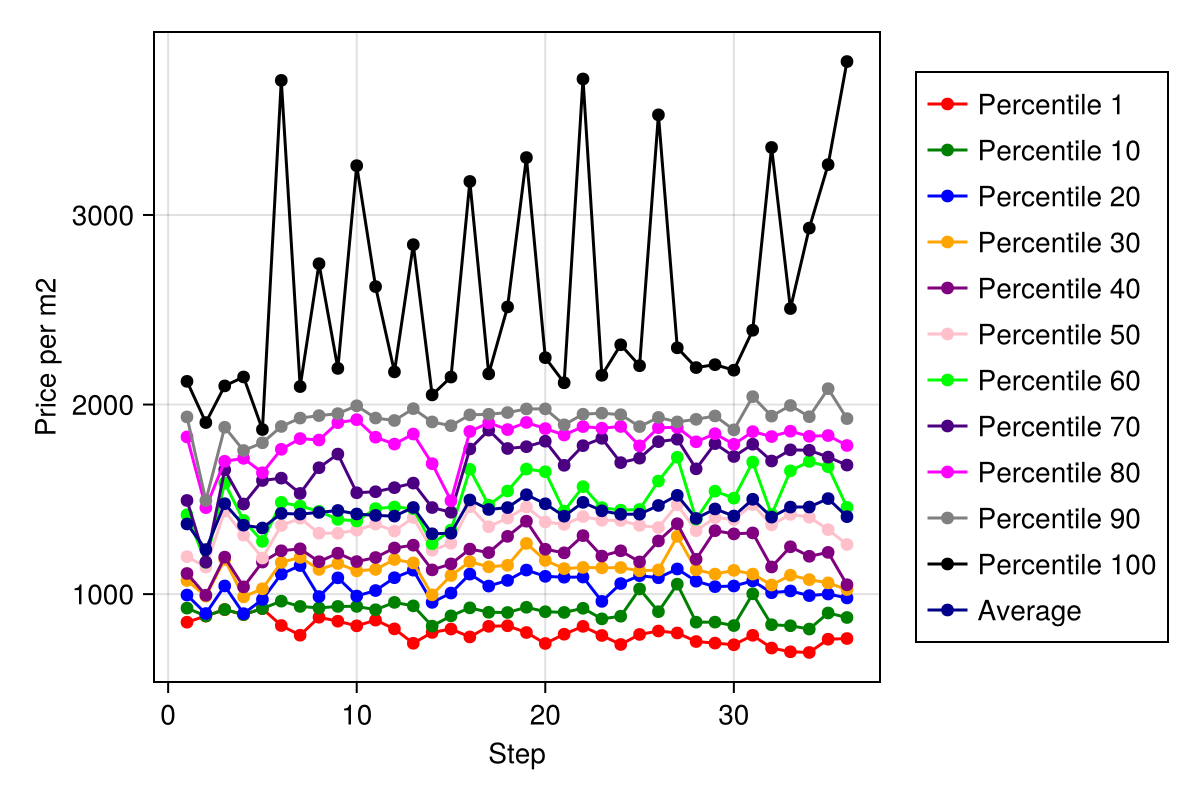 3000
2000
1000
Price per m2
0 10 20 30
Step
Percentile 1
Percentile 10
Percentile 20
Percentile 30
Percentile 40
Percentile 50
Percentile 60
Percentile 70
Percentile 80
Percentile 90
Percentile 100
Average